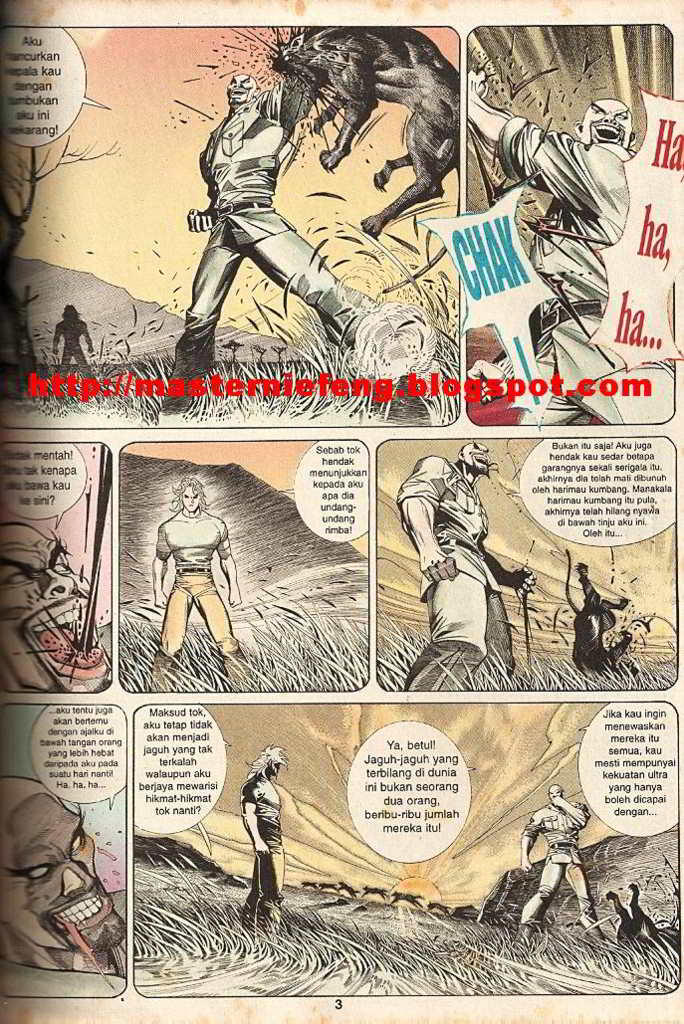 Aku
kepala kau
dengan
tumbukan
aku ini
sekarang!
CHAK
!
Ha,
ha,
ha...
http://masterniefeng.blogspot.com
mentah!
tak kenapa
bawa kau
ke sini?
Sebab tok
hendak
menunjukkan
kepada aku
apa dia
undang-
undang
rimba!
Bukan itu saja! Aku juga
hendak kau sedar betapa
garangnya sekali serigala itu.
akhirnya dia telah mati dibunuh
oleh harimau kumbang. Manakala
harimau kumbang itu pula,
akhirnya telah hilang nyawa
di bawah tinju aku ini.
Oleh itu...
...aku tentu juga
akan bertemu
dengan ajalku di
bawah tangan orang
yang lebih hebat
daripada aku pada
suatu hari nanti!
Ha, ha, ha...
Maksud tok,
aku tetap tidak
akan menjadi
jaguh yang tak
terkalah
walaupun aku
berjaya mewarisi
hikmat-hikmat
tok nanti?
Ya, betul!
Jaguh-jaguh yang
terbilang di dunia
ini bukan seorang
dua orang,
beribu-ribu jumlah
mereka itu!
Jika kau ingin
menewaskan
mereka itu
semua, kau
mesti mempunyai
kekuatan ultra
yang hanya
boleh dicapai
dengan...
3